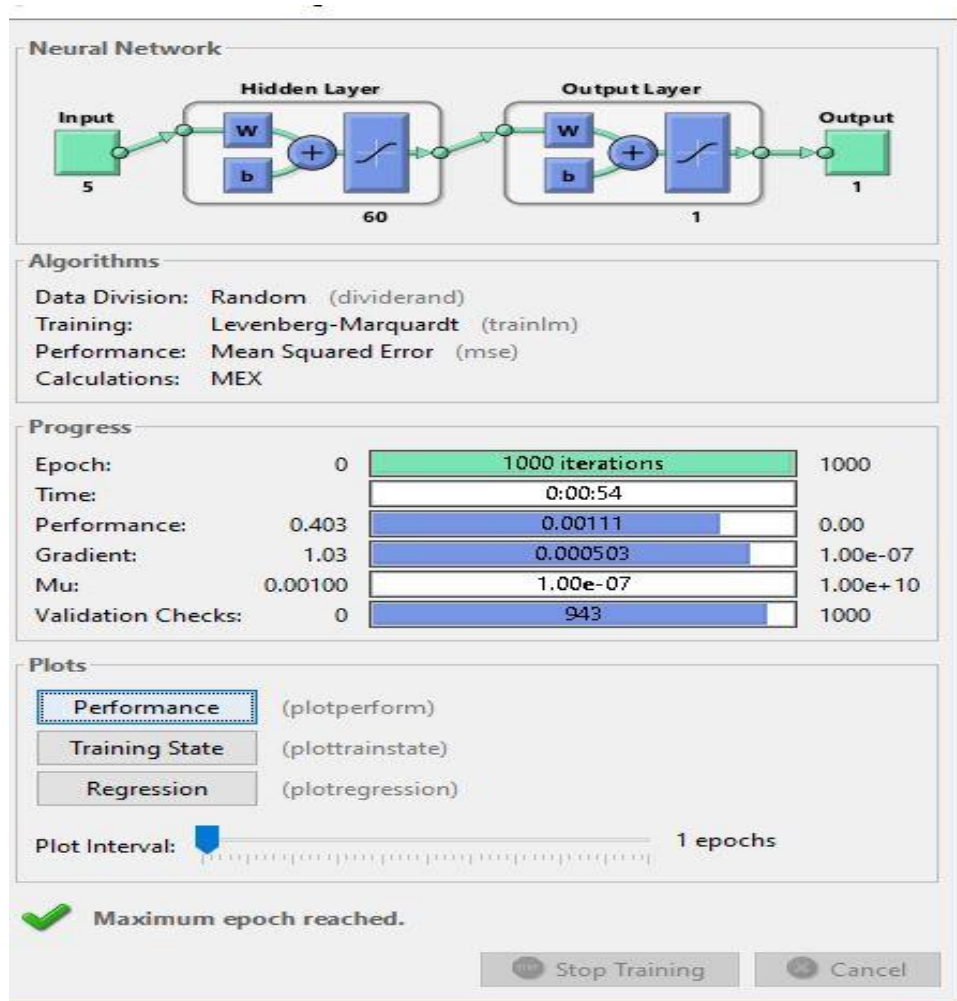 Neural Network
Hidden Layer Output Layer
Input Output
W W
b b
5 60 1 1
Algorithms
Data Division: Random (dividerand)
Training: Levenberg-Marquardt (trainlm)
Performance: Mean Squared Error (mse)
Calculations: MEX
Progress
Epoch: 0 1000 iterations 1000
Time: 0:00:54
Performance: 0.403 0.00111 0.00
Gradient: 1.03 0.000503 1.00e-07
Mu: 0.00100 1.00e-07 1.00e+10
Validation Checks: 0 943 1000
Plots
Performance (plotperform)
Training State (plottrainstate)
Regression (plotregression)
Plot Interval: 1 epochs
Maximum epoch reached.
Stop Training Cancel